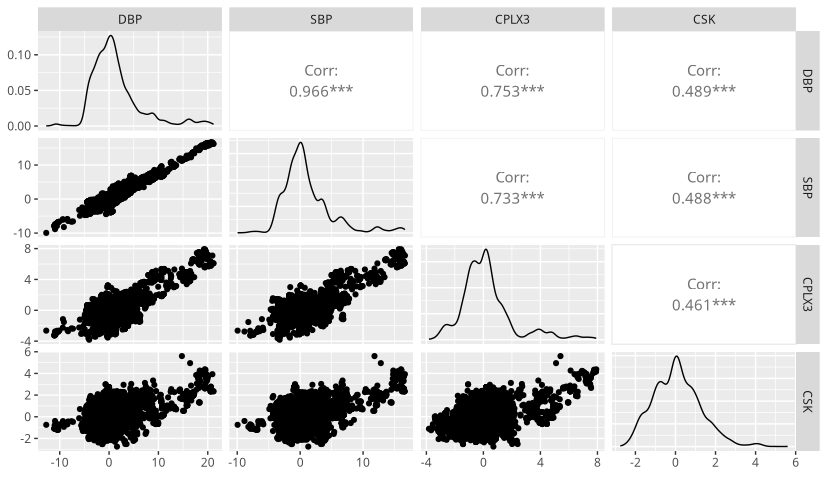 DBP SBP CPLX3 CSK
0.10
0.05
0.00
Corr:
0.966***
Corr:
0.753***
Corr:
0.489***
DBP
10
0
-10
Corr:
0.733***
Corr:
0.488***
SBP
8
4
0
-4
Corr:
0.461***
CPLX3
6
4
2
0
-2
CSK
-10 0 10 20 -10 0 10 -4 0 4 8 -2 0 2 4 6